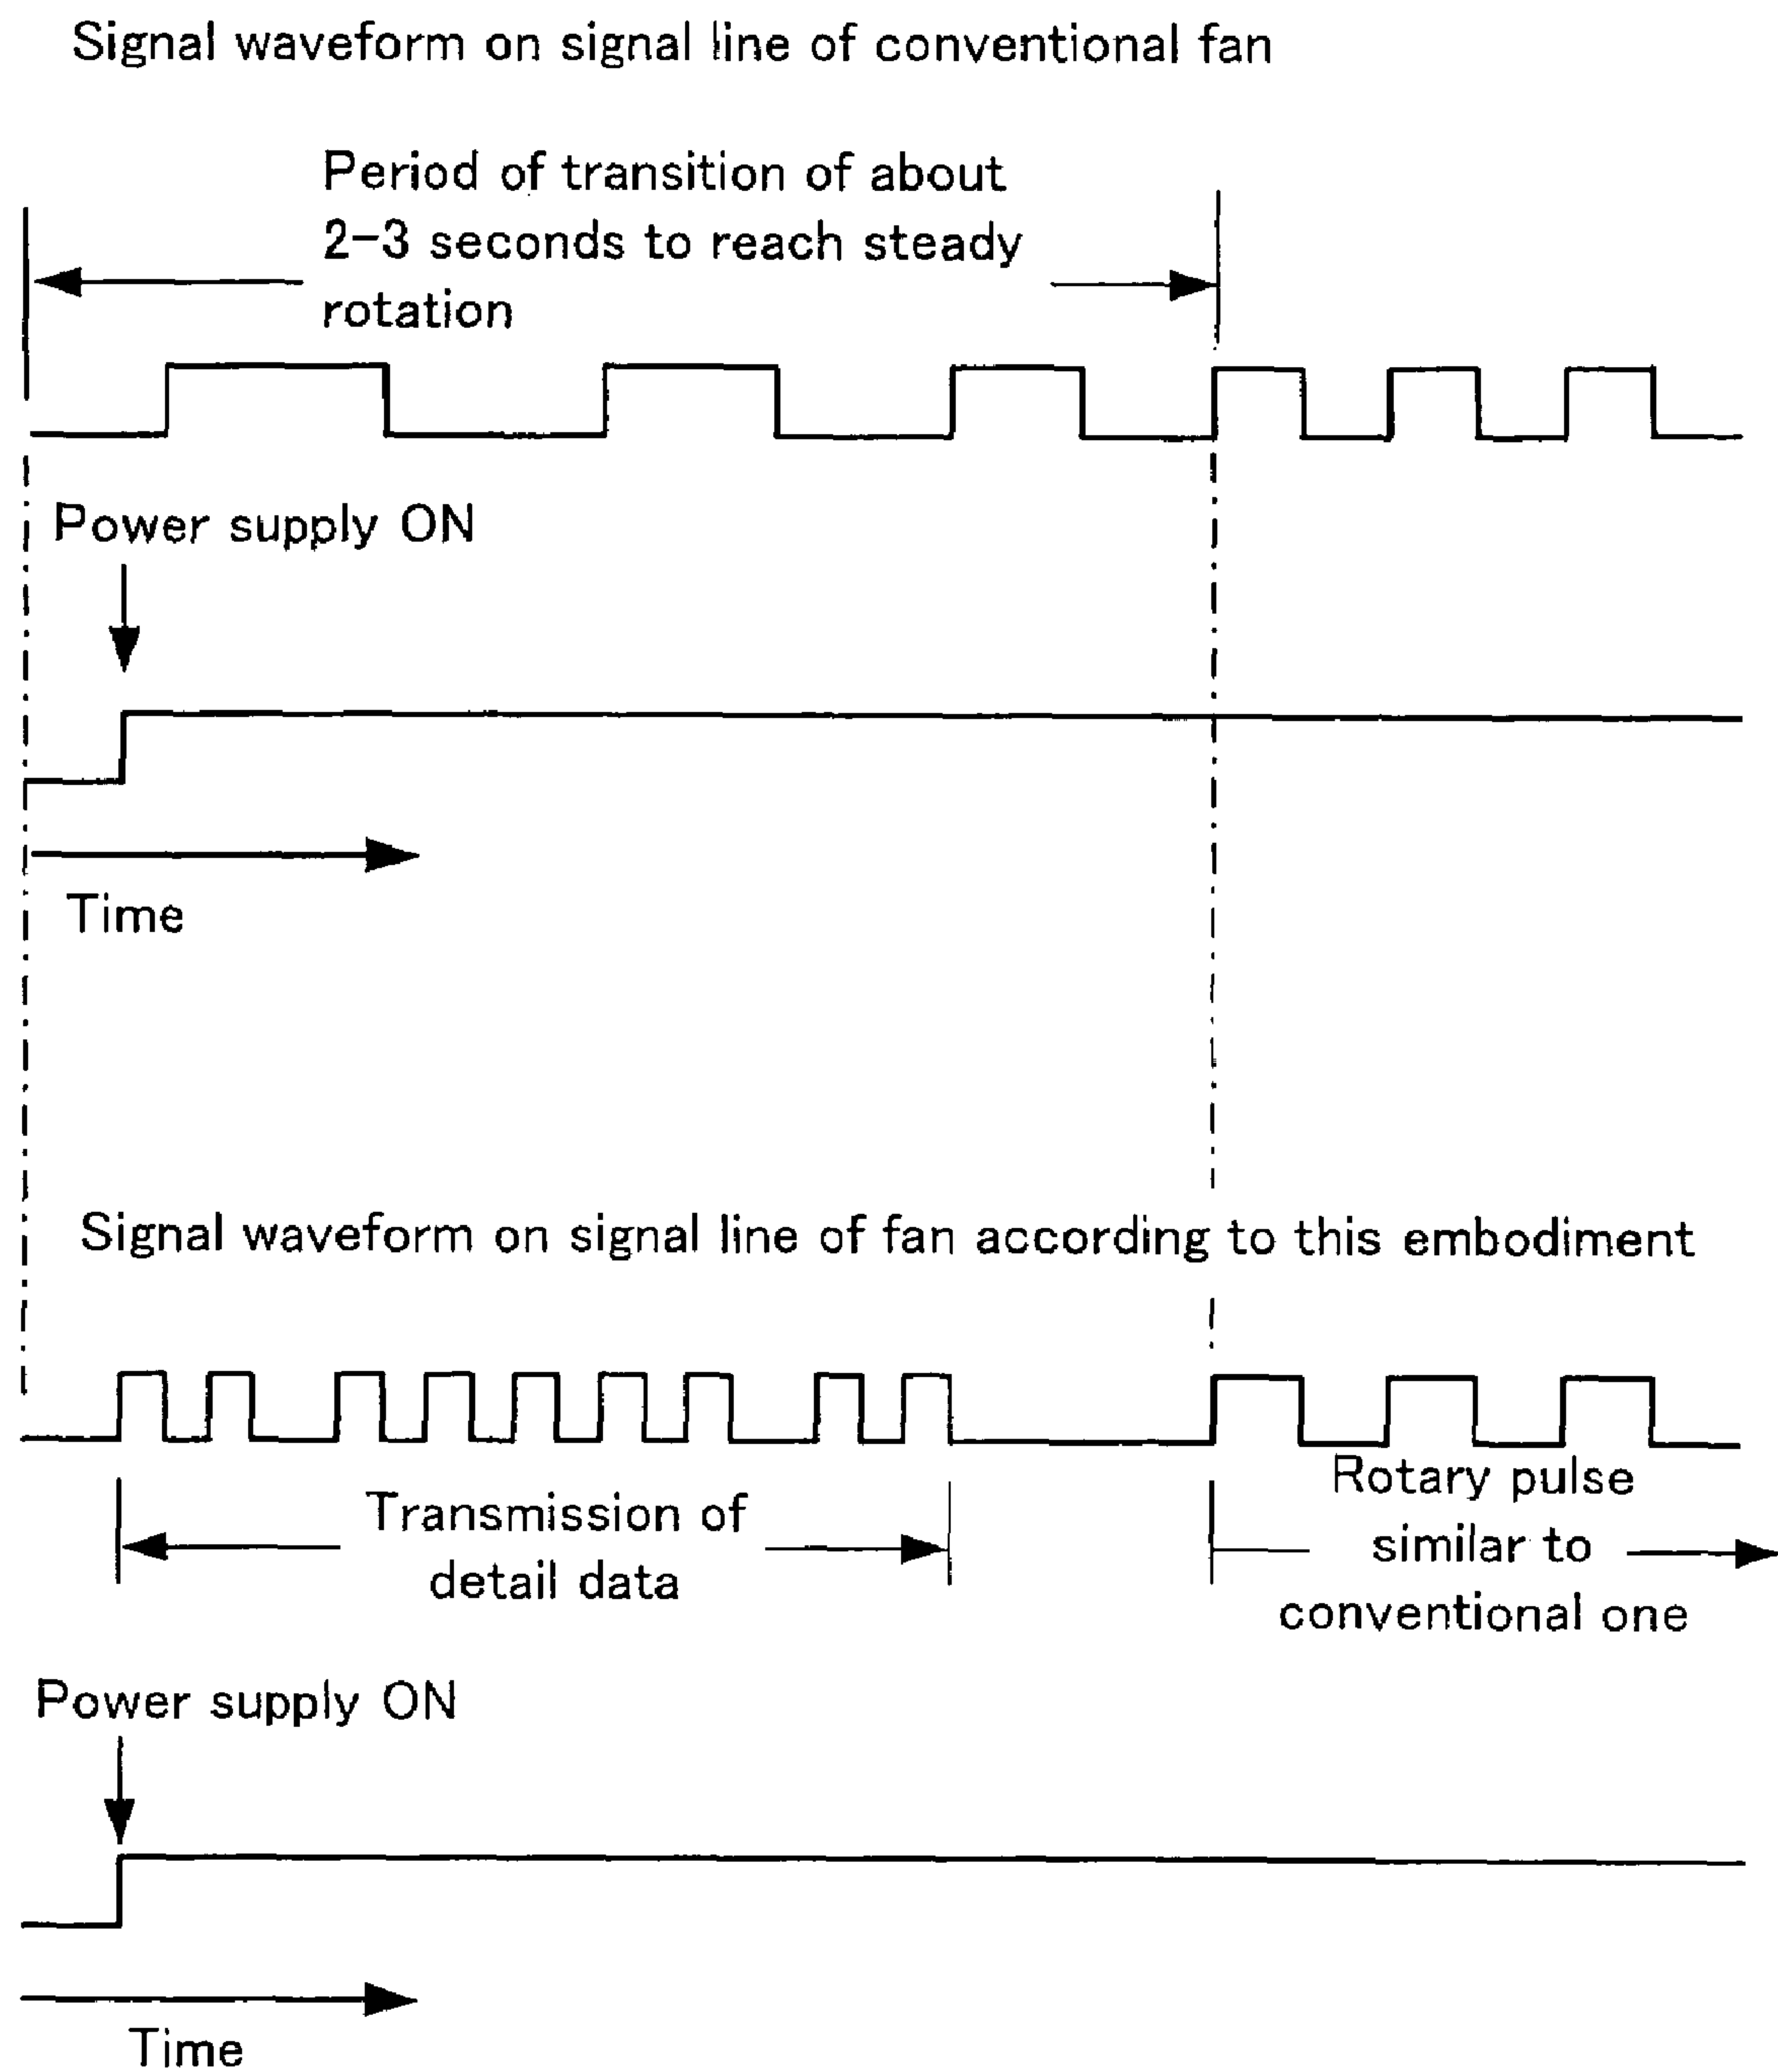 Signal waveform on signal line of conventional fan
Period of transition of about
2-3 seconds to reach steady
rotation
Power supply ON
Time
Signal waveform on signal line of fan according to this embodiment
Transmission of
detail data
Rotary pulse
similar to
conventional one
Power supply ON
Time